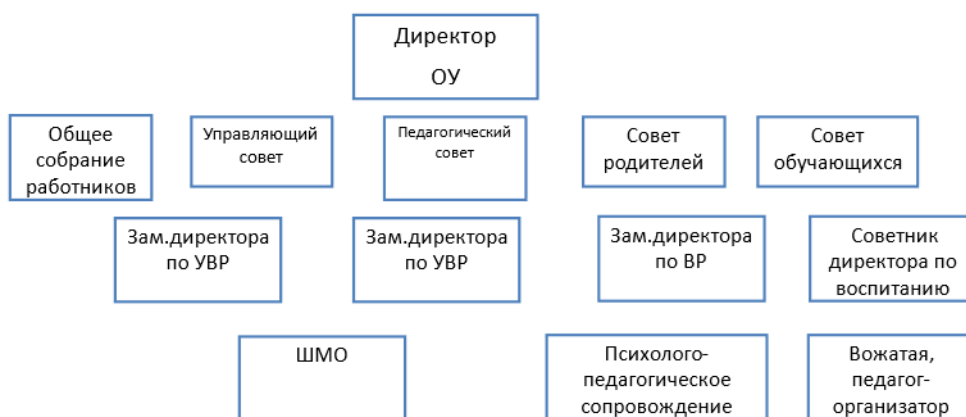 Директор
ОУ
Общее
собрание
работников
Управляющий
совет
Педагогический
совет
Совет
родителей
Совет
обучающихся
Зам.директора
по УВР
Зам.директора
по УВР
Зам.директора
по ВР
Советник
директора по
воспитанию
ШМО
Психолого-
педагогическое
сопровождение
Вожатая,
педагог-
организатор